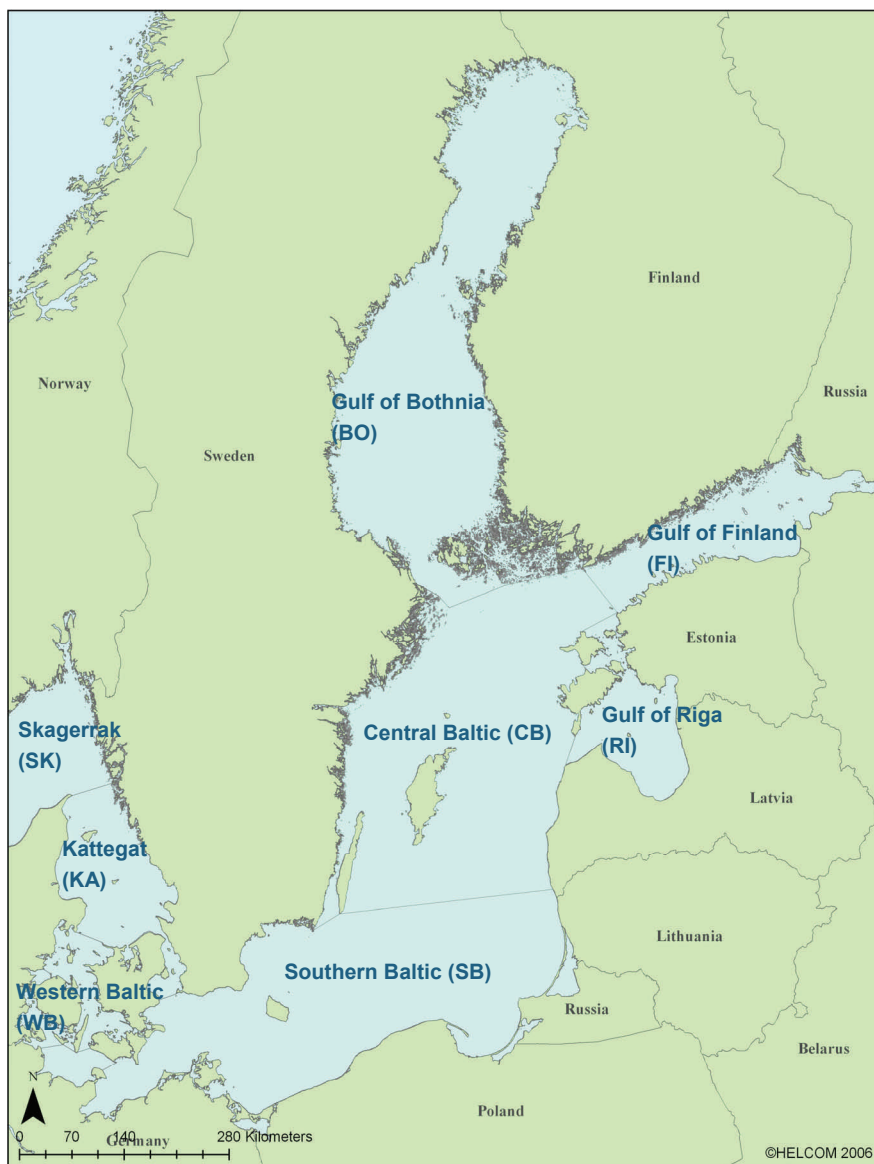 Finland
Norway
Russia
Gulf of Bothnia
(BO)
Sweden
Gulf of Finland
(FI)
Estonia
Skagerrak
(SK)
Central Baltic (CB)
Gulf of Riga
(RI)
Latvia
Kattegat
(KA)
Lithuania
Southern Baltic (SB)
Western Baltic
(WB)
Russia
Belarus
N
Poland
0 70 140 280 Kilometers
Germany
©HELCOM 2006